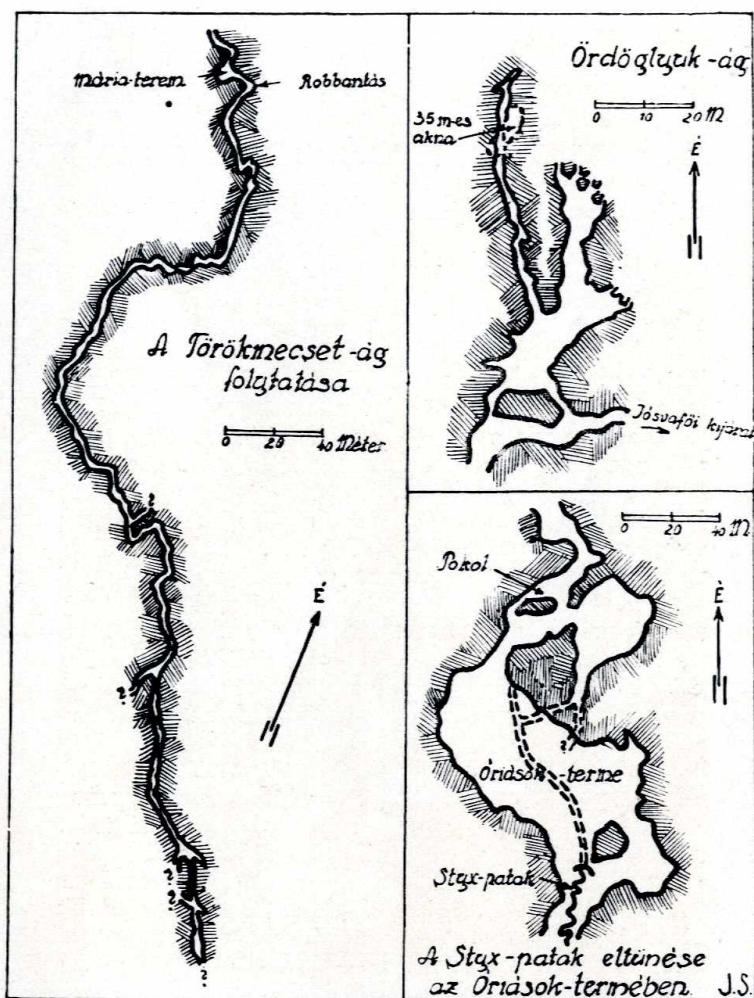 Mária-terem
Robbantás
A Törökmecset-ág
folytatása
0 20 40 Méter
?
É
?
?
?
?
Ördöglyuk-ág
35 m-es
akna
0 10 20 M
É
Jósvafői kijárat
0 20 40 M
Pokol
É
?
Óriások-terme
Styx-patak
A Styx-patak eltünése
az Óriások-termében. J.S.